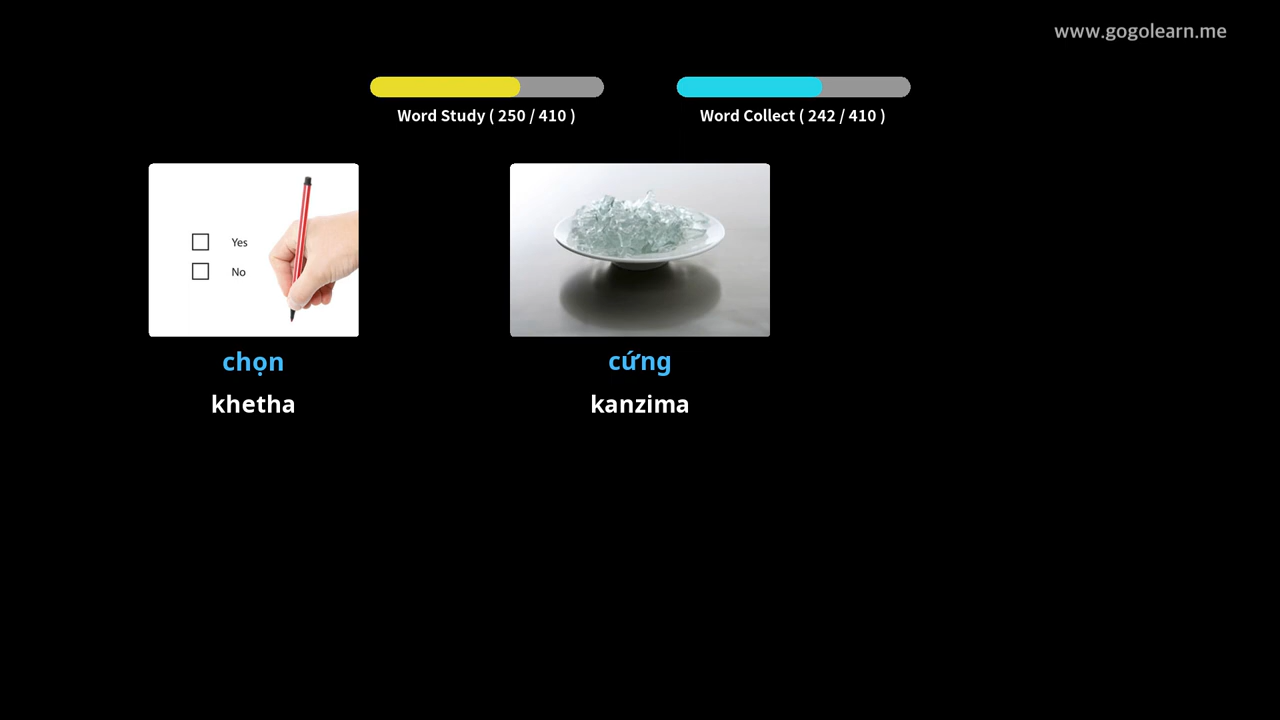 www.gogolearn.me
Word Study ( 250 / 410 )
Word Collect ( 242 / 410 )
Yes
No
chọn
cứng
khetha
kanzima